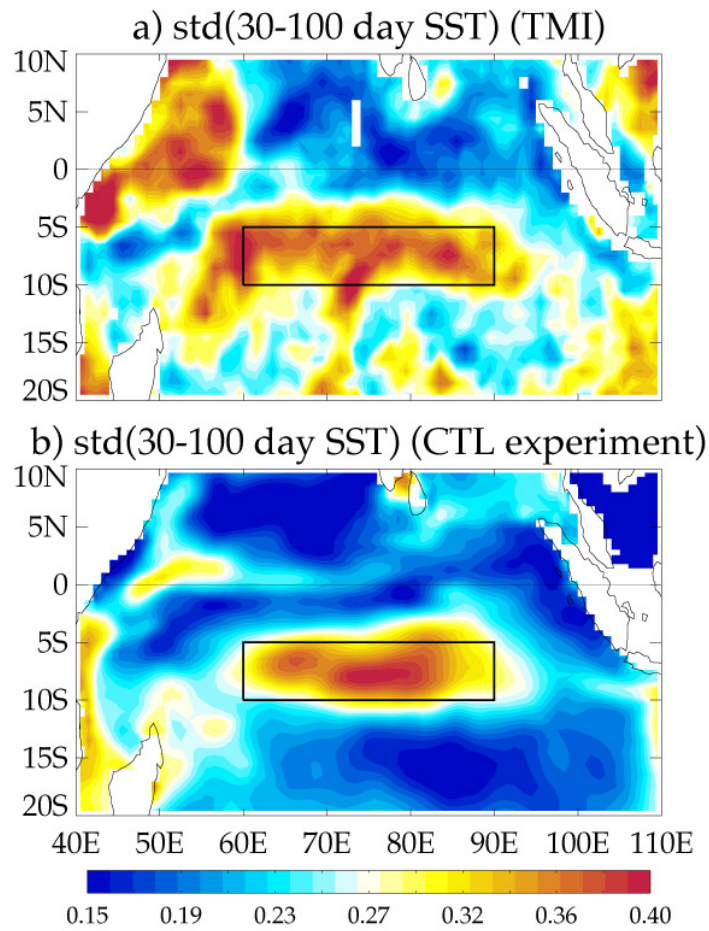 a) std(30-100 day SST) (TMI)
10N
5N
0
5S
10S
15S
20S
b) std(30-100 day SST) (CTL experiment)
10N
5N
0
5S
10S
15S
20S
40E 50E 60E 70E 80E 90E 100E 110E
0.15 0.19 0.23 0.27 0.32 0.36 0.40